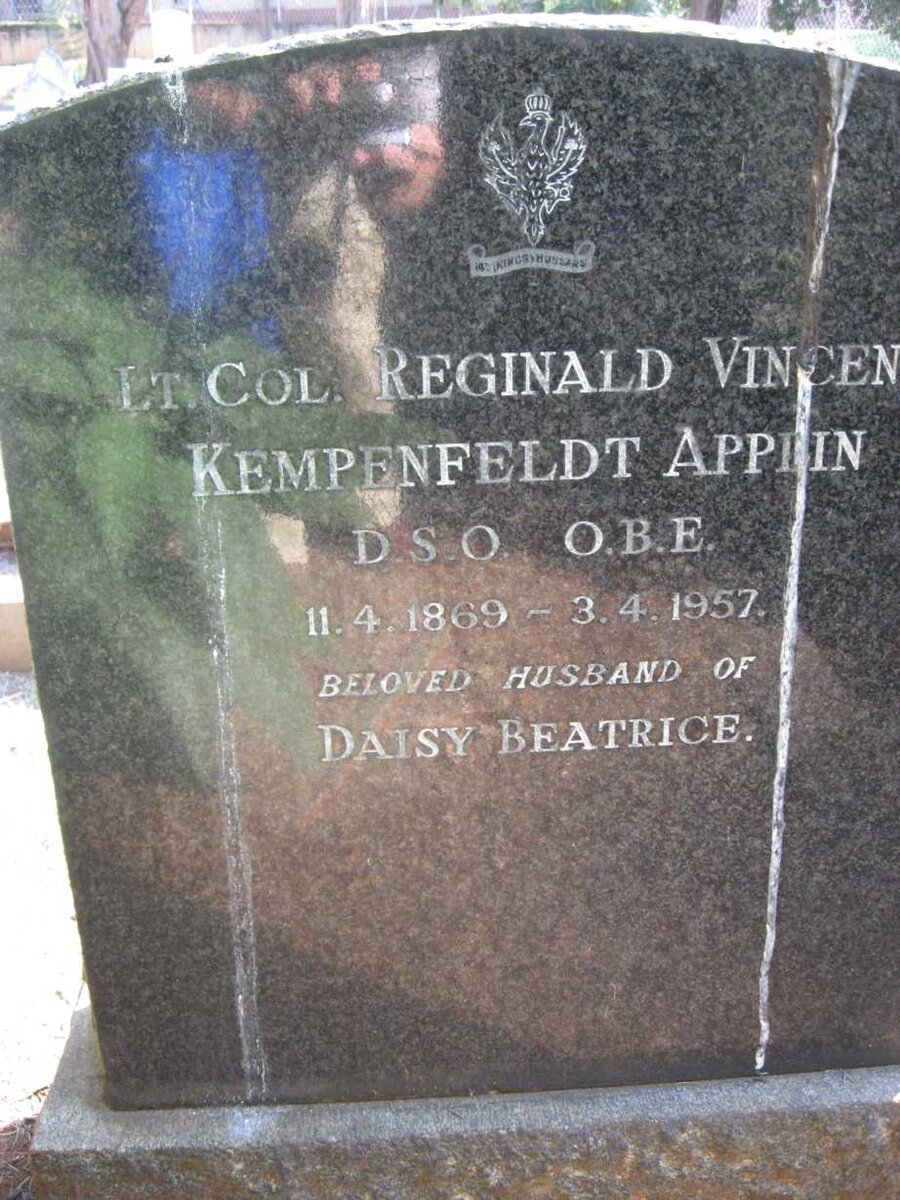 14TH (KINGS) HUSSARS
LT. COL. REGINALD VINCEN
KEMPENFELDT APPLIN
D.S.O. O.B.E.
11.4.1869 ~ 3.4.1957.
BELOVED HUSBAND OF
DAISY BEATRICE.